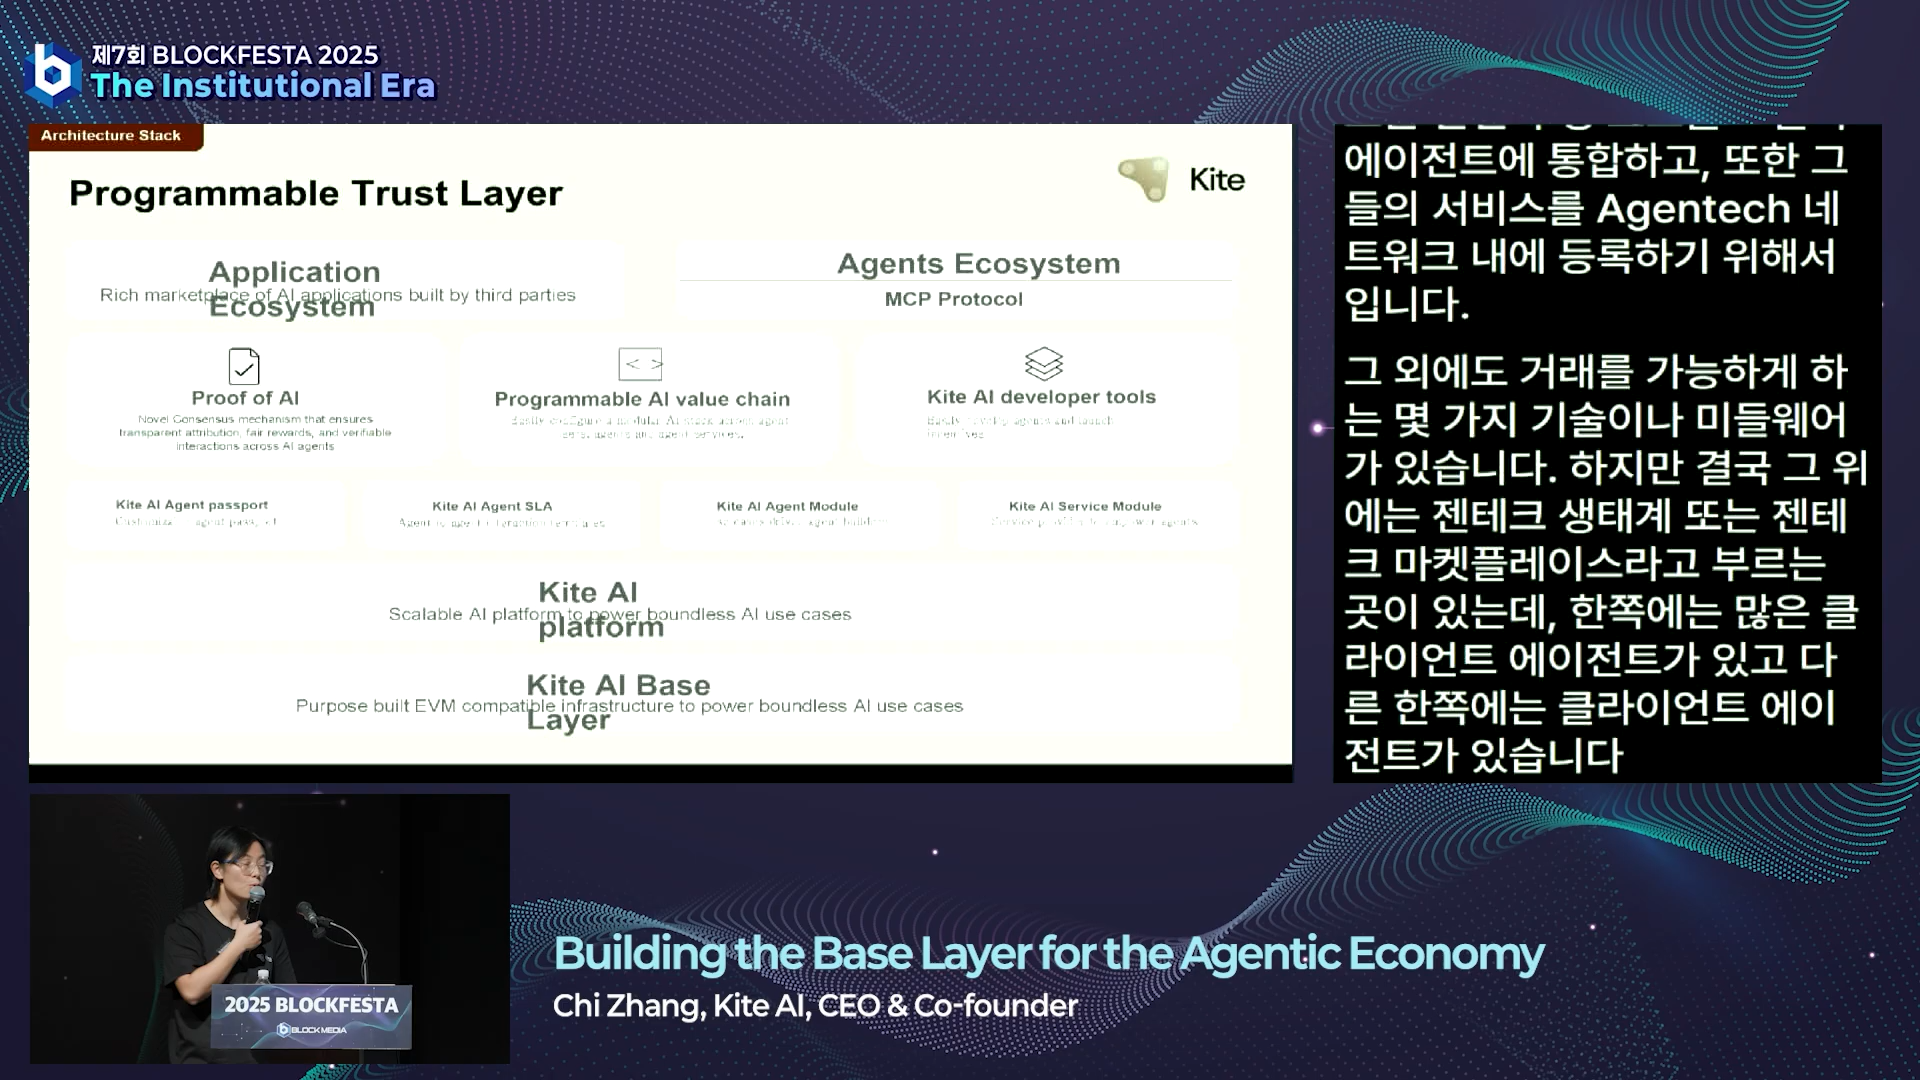 제7회 BLOCKFESTA 2025
The Institutional Era
Architecture Stack
Programmable Trust Layer
Kite
Application
Ecosystem
Rich marketplace of AI applications built by third parties
Agents Ecosystem
MCP Protocol
Proof of AI
Novel Consensus mechanism that ensures
transparent attribution, fair rewards, and verifiable
interactions across AI agents
< >
Programmable AI value chain
Easily configure a modular AI stack across agent
Kite AI developer tools
Easily develop agents and launch
Kite AI Agent passport
Kite AI Agent SLA
Kite AI Agent Module
Kite AI Service Module
Kite AI
platform
Scalable AI platform to power boundless AI use cases
Kite AI Base
Layer
Purpose built EVM compatible infrastructure to power boundless AI use cases
에이전트에 통합하고, 또한 그
들의 서비스를 Agentech 네
트워크 내에 등록하기 위해서
입니다.
그 외에도 거래를 가능하게 하
는 몇 가지 기술이나 미들웨어
가 있습니다. 하지만 결국 그 위
에는 젠테크 생태계 또는 젠테
크 마켓플레이스라고 부르는
곳이 있는데, 한쪽에는 많은 클
라이언트 에이전트가 있고 다
른 한쪽에는 클라이언트 에이
전트가 있습니다
2025 BLOCKFESTA
BLOCKMEDIA
Building the Base Layer for the Agentic Economy
Chi Zhang, Kite AI, CEO & Co-founder